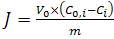 J = V₀×(C₀,ᵢ−Cᵢ) / m